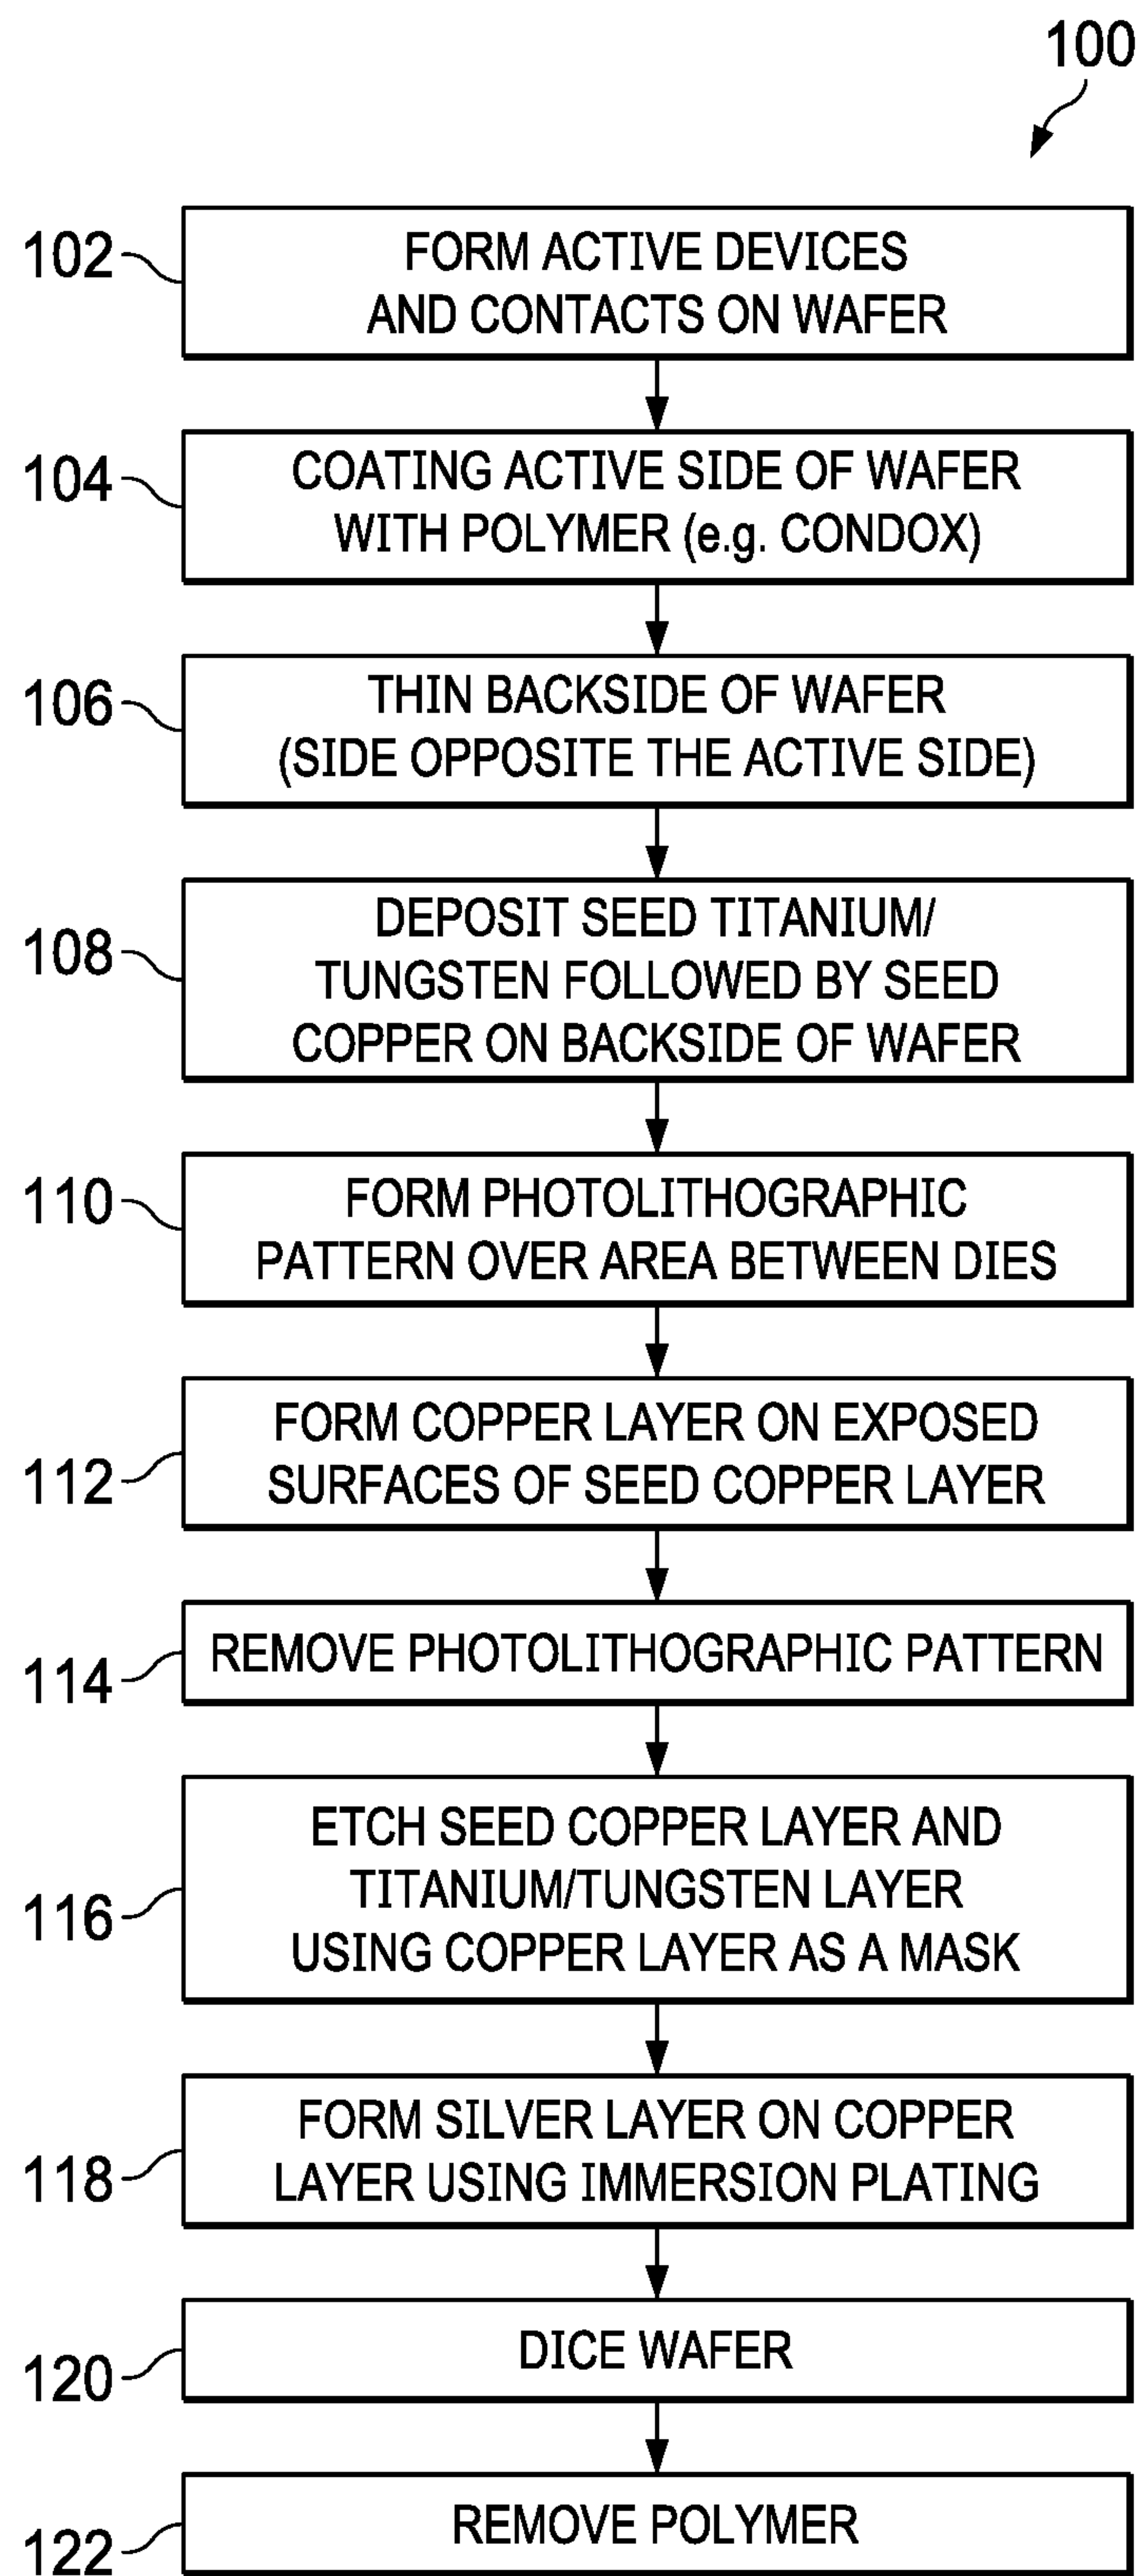 100
102
FORM ACTIVE DEVICES
AND CONTACTS ON WAFER
104
COATING ACTIVE SIDE OF WAFER
WITH POLYMER (e.g. CONDOX)
106
THIN BACKSIDE OF WAFER
(SIDE OPPOSITE THE ACTIVE SIDE)
108
DEPOSIT SEED TITANIUM/
TUNGSTEN FOLLOWED BY SEED
COPPER ON BACKSIDE OF WAFER
110
FORM PHOTOLITHOGRAPHIC
PATTERN OVER AREA BETWEEN DIES
112
FORM COPPER LAYER ON EXPOSED
SURFACES OF SEED COPPER LAYER
114
REMOVE PHOTOLITHOGRAPHIC PATTERN
116
ETCH SEED COPPER LAYER AND
TITANIUM/TUNGSTEN LAYER
USING COPPER LAYER AS A MASK
118
FORM SILVER LAYER ON COPPER
LAYER USING IMMERSION PLATING
120
DICE WAFER
122
REMOVE POLYMER